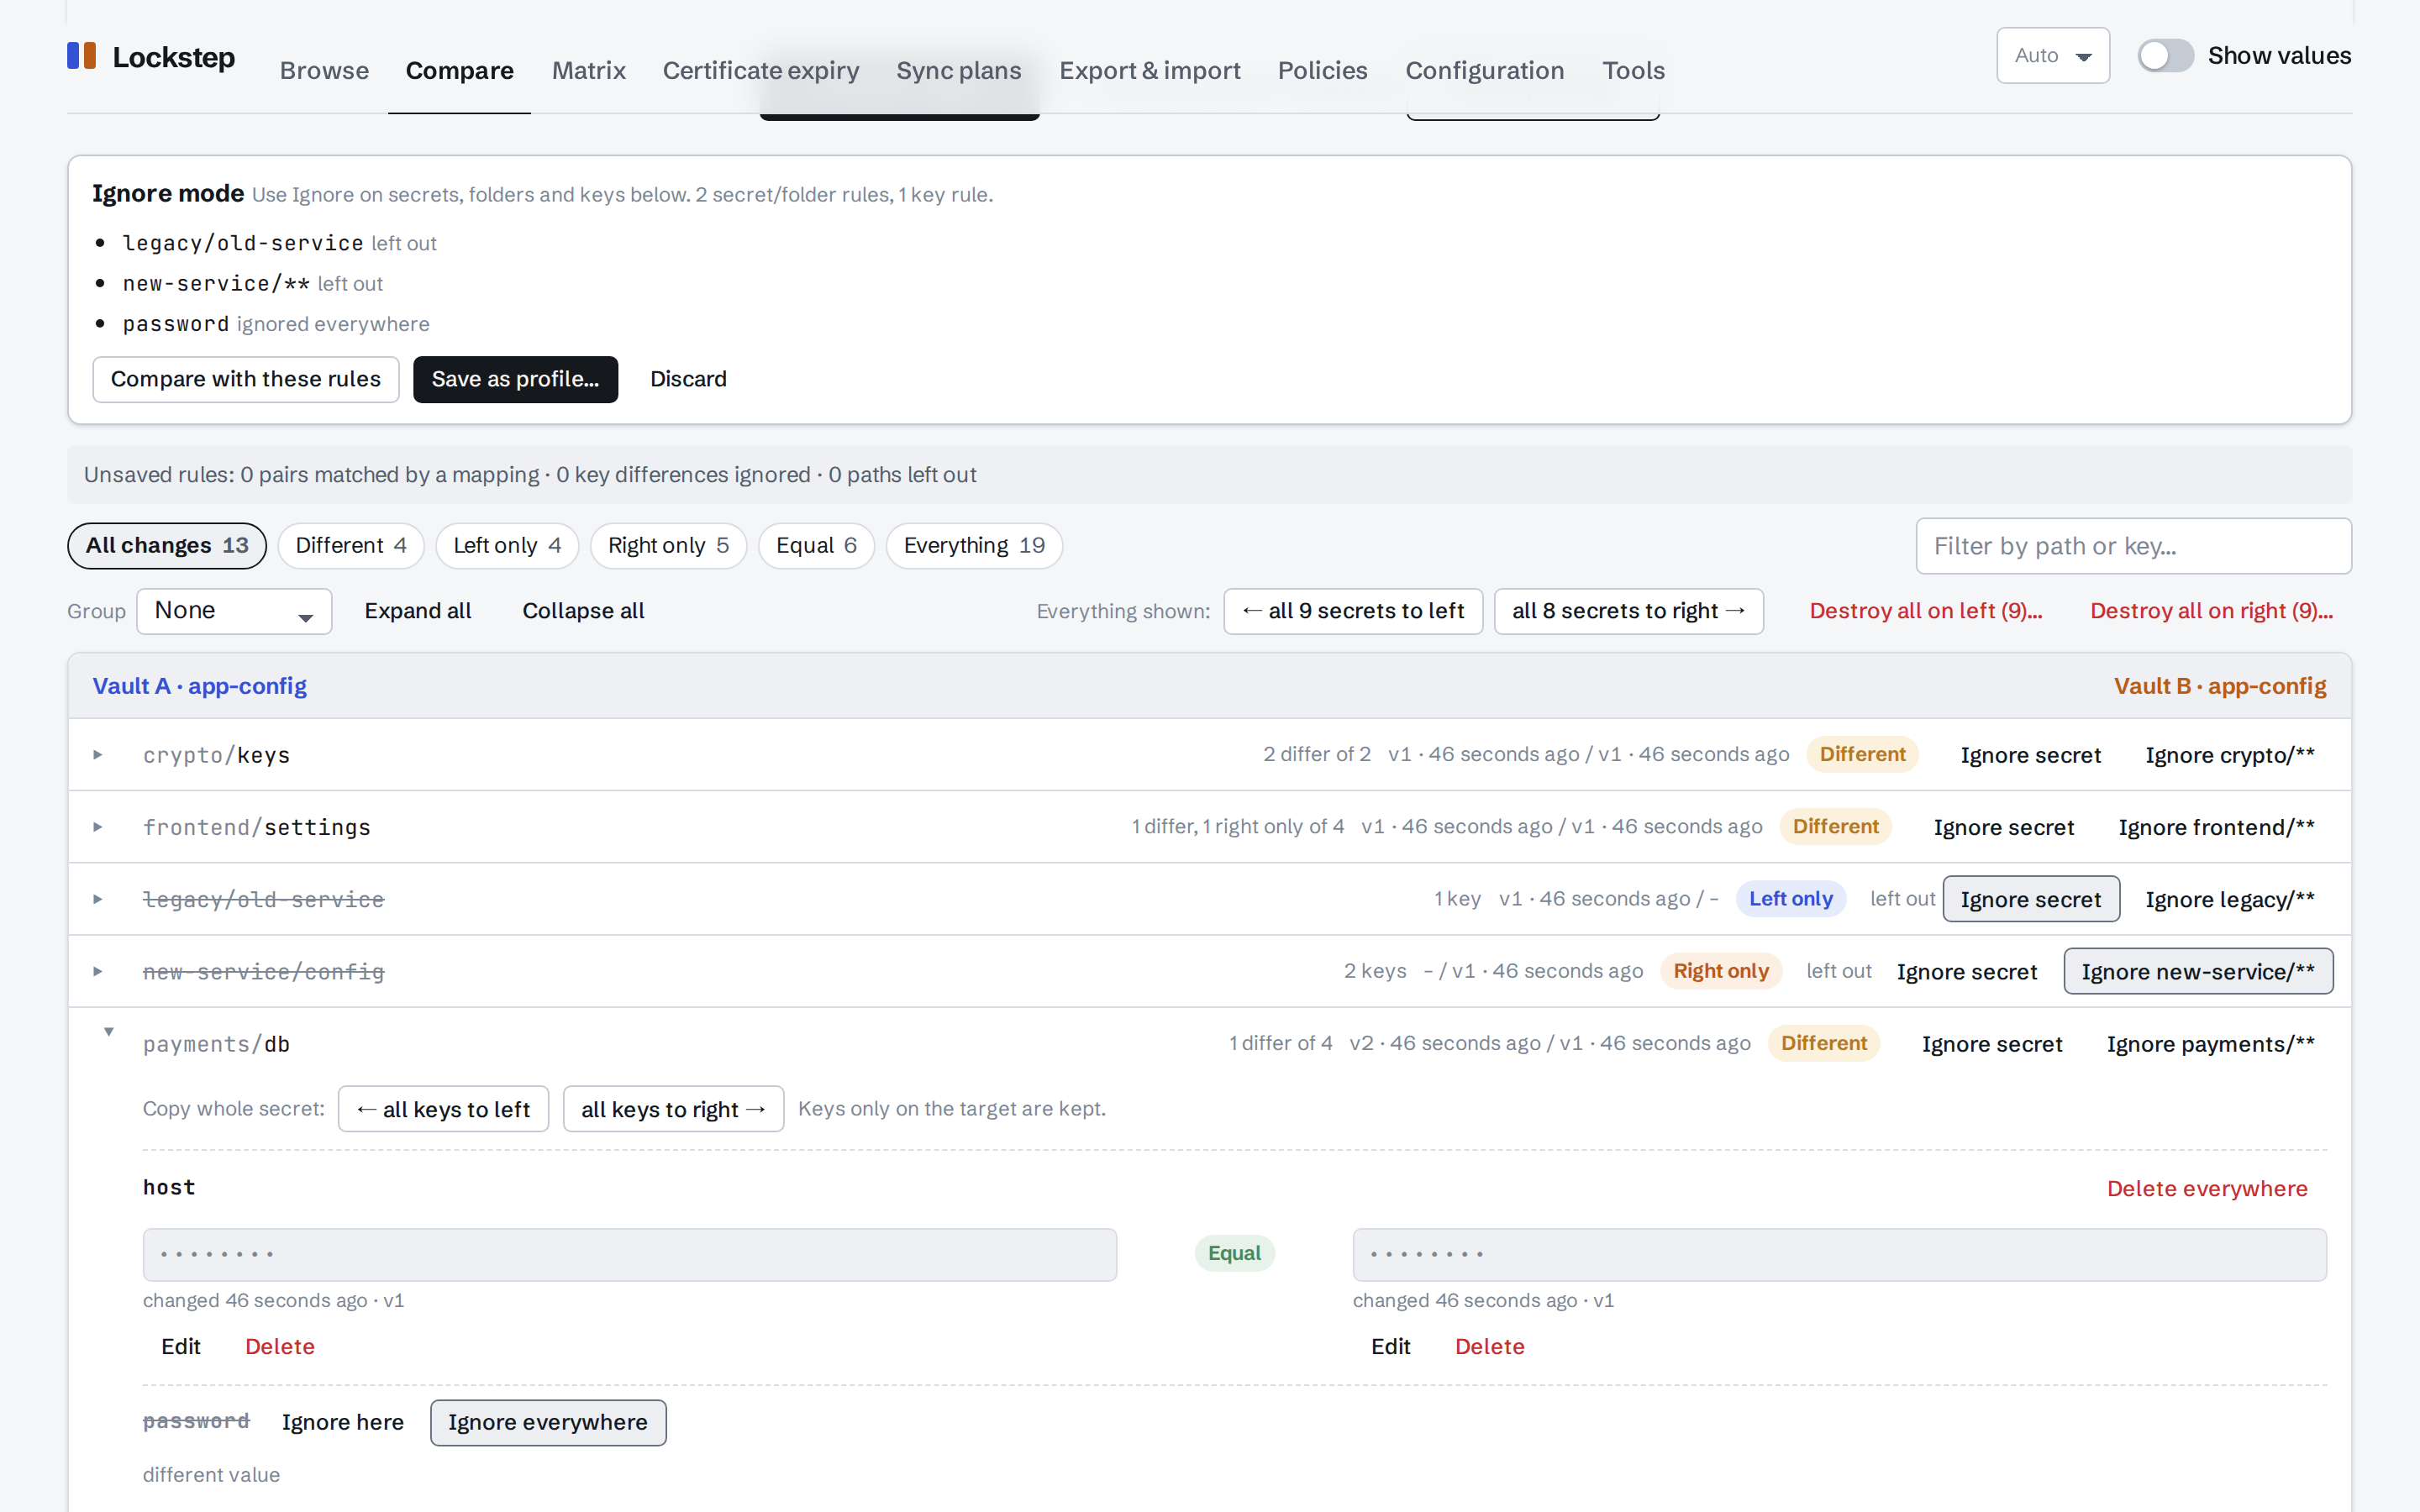 Lockstep Browse Compare Matrix Certificate expiry Sync plans Export & import Policies Configuration Tools Auto Show values
Ignore mode Use Ignore on secrets, folders and keys below. 2 secret/folder rules, 1 key rule.
legacy/old-service left out
new-service/** left out
password ignored everywhere
Compare with these rules Save as profile... Discard
Unsaved rules: 0 pairs matched by a mapping · 0 key differences ignored · 0 paths left out
All changes 13 Different 4 Left only 4 Right only 5 Equal 6 Everything 19 Filter by path or key...
Group None Expand all Collapse all Everything shown: ← all 9 secrets to left all 8 secrets to right → Destroy all on left (9)... Destroy all on right (9)...
Vault A · app-config Vault B · app-config
crypto/keys 2 differ of 2 v1 · 46 seconds ago / v1 · 46 seconds ago Different Ignore secret Ignore crypto/**
frontend/settings 1 differ, 1 right only of 4 v1 · 46 seconds ago / v1 · 46 seconds ago Different Ignore secret Ignore frontend/**
legacy/old-service 1 key v1 · 46 seconds ago / - Left only left out Ignore secret Ignore legacy/**
new-service/config 2 keys - / v1 · 46 seconds ago Right only left out Ignore secret Ignore new-service/**
payments/db 1 differ of 4 v2 · 46 seconds ago / v1 · 46 seconds ago Different Ignore secret Ignore payments/**
Copy whole secret: ← all keys to left all keys to right → Keys only on the target are kept.
host Delete everywhere
•••••••• Equal ••••••••
changed 46 seconds ago · v1 changed 46 seconds ago · v1
Edit Delete Edit Delete
password Ignore here Ignore everywhere
different value